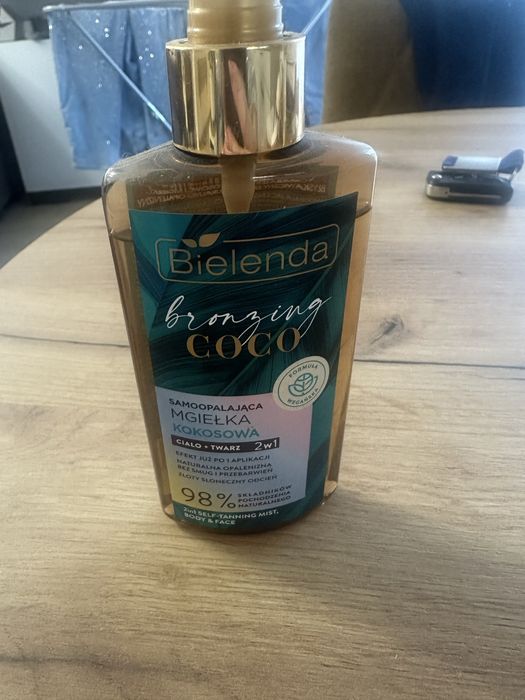 Bielenda
bronzing
COCO
FORMUŁA
WEGAŃSKA
SAMOOPALAJĄCA
MGIEŁKA
KOKOSOWA
CIAŁO + TWARZ 2w1
EFEKT JUŻ PO 1 APLIKACJI
NATURALNA OPALENIZNA
BEZ SMUG I PRZEBARWIEŃ
ZŁOTY SŁONECZNY ODCIEŃ
98% SKŁADNIKÓW
POCHODZENIA
NATURALNEGO
2in1 SELF-TANNING MIST,
BODY & FACE